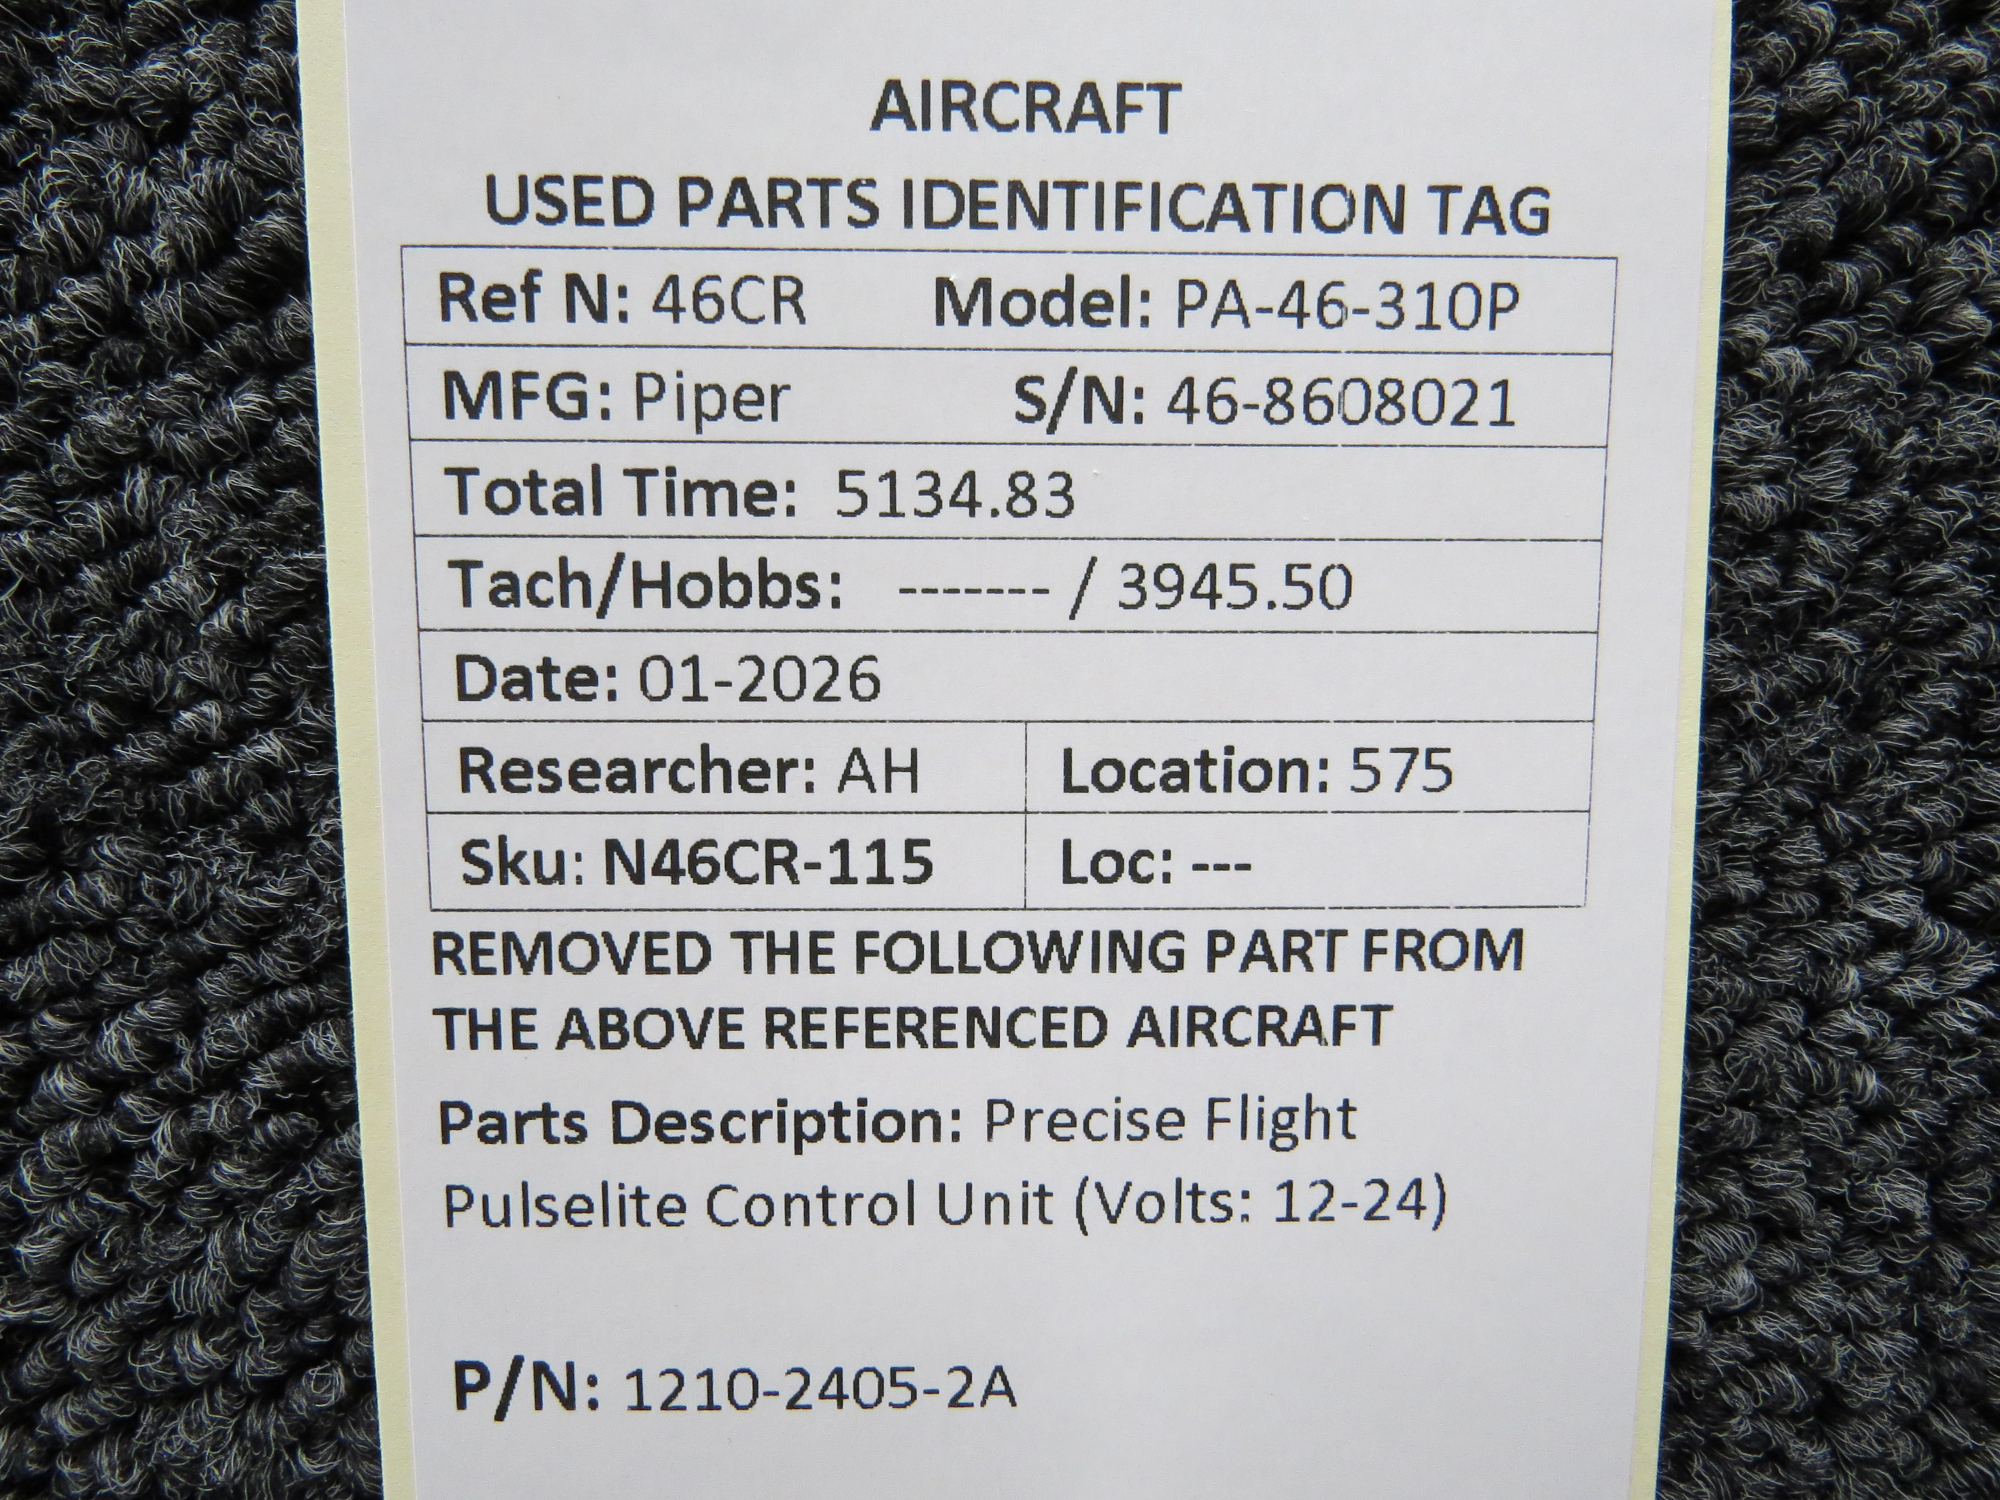 AIRCRAFT
USED PARTS IDENTIFICATION TAG
Ref N: 46CR Model: PA-46-310P
MFG: Piper S/N: 46-8608021
Total Time: 5134.83
Tach/Hobbs: ------- / 3945.50
Date: 01-2026
Researcher: AH Location: 575
Sku: N46CR-115 Loc: ---
REMOVED THE FOLLOWING PART FROM
THE ABOVE REFERENCED AIRCRAFT
Parts Description: Precise Flight
Pulselite Control Unit (Volts: 12-24)
P/N: 1210-2405-2A